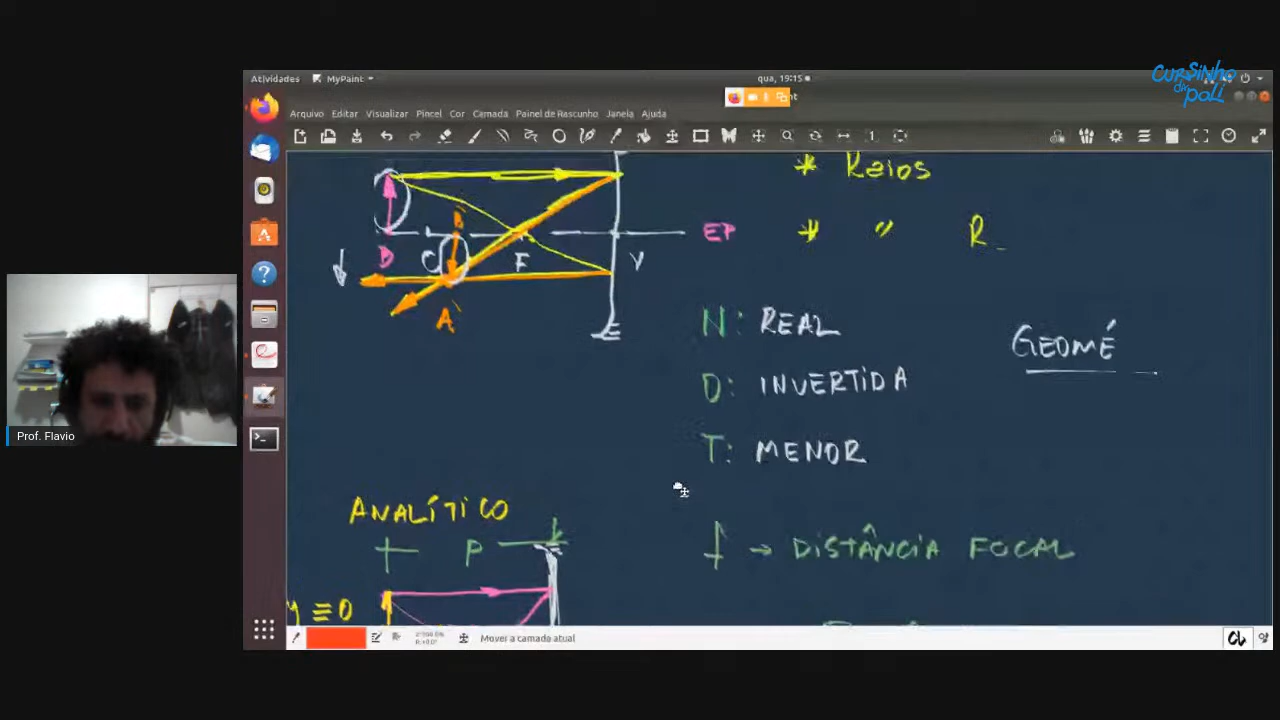 CURSINHO
da
POLI
Atividades MyPaint qua, 19:15
Arquivo Editar Visualizar Pincel Cor Camada Painel de Rascunho Janela Ajuda
* Raios
EP * " R
B'
D C F V
A'
N: REAL
GEOMÉ
D: INVERTIDA
T: MENOR
Prof. Flavio
ANALÍTICO
P
f → DISTÂNCIA FOCAL
y ≡ O
Mover a camada atual